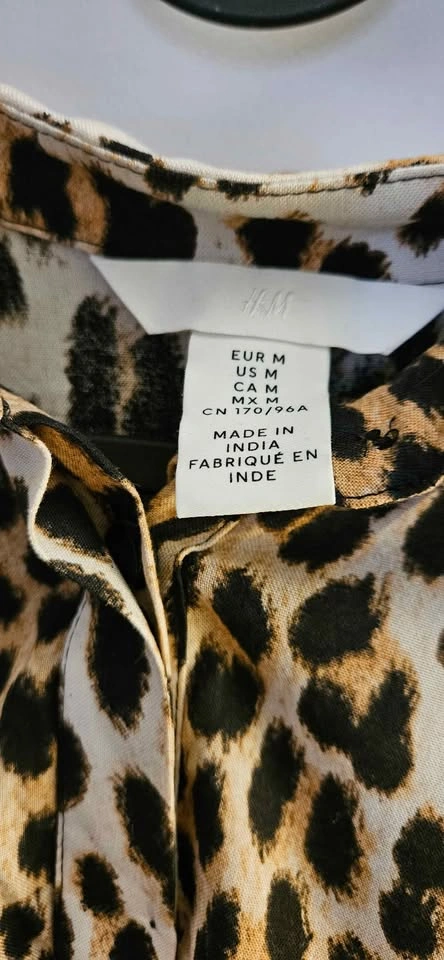 H&M
EUR M
US M
CA M
MX M
CN 170/96A
MADE IN
INDIA
FABRIQUÉ EN
INDE